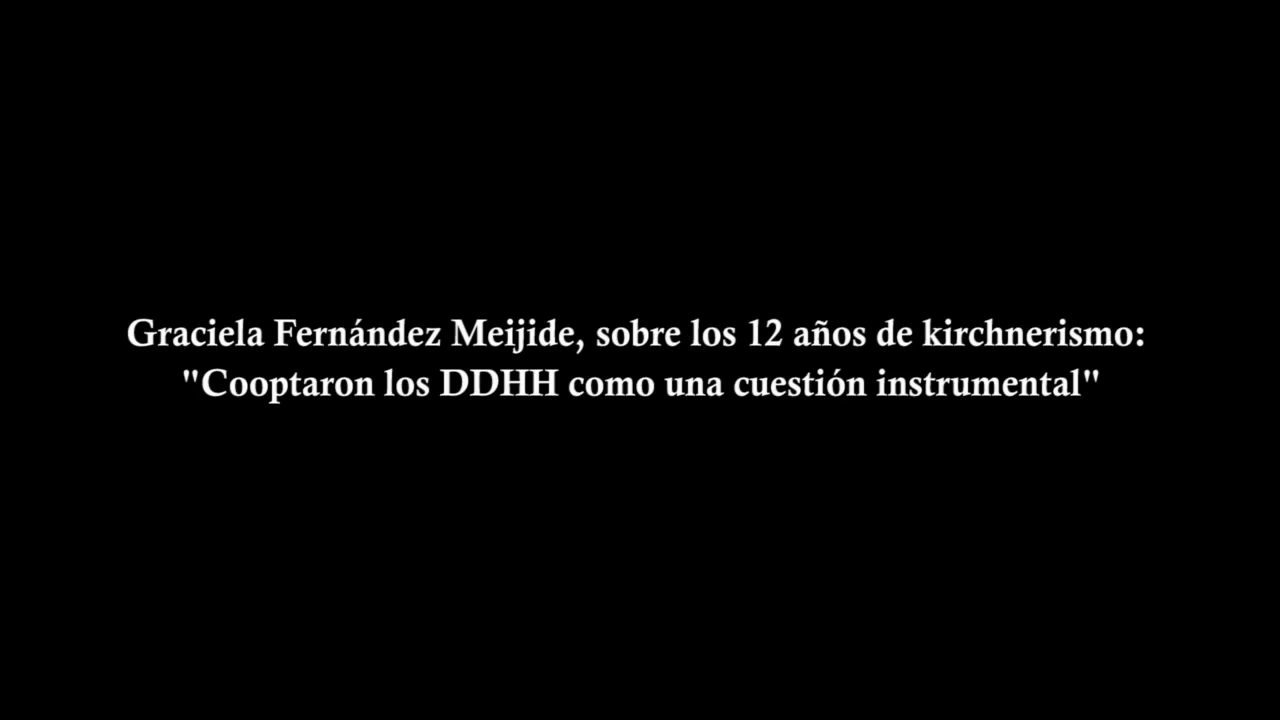 Graciela Fernández Meijide, sobre los 12 años de kirchnerismo:
"Cooptaron los DDHH como una cuestión instrumental"